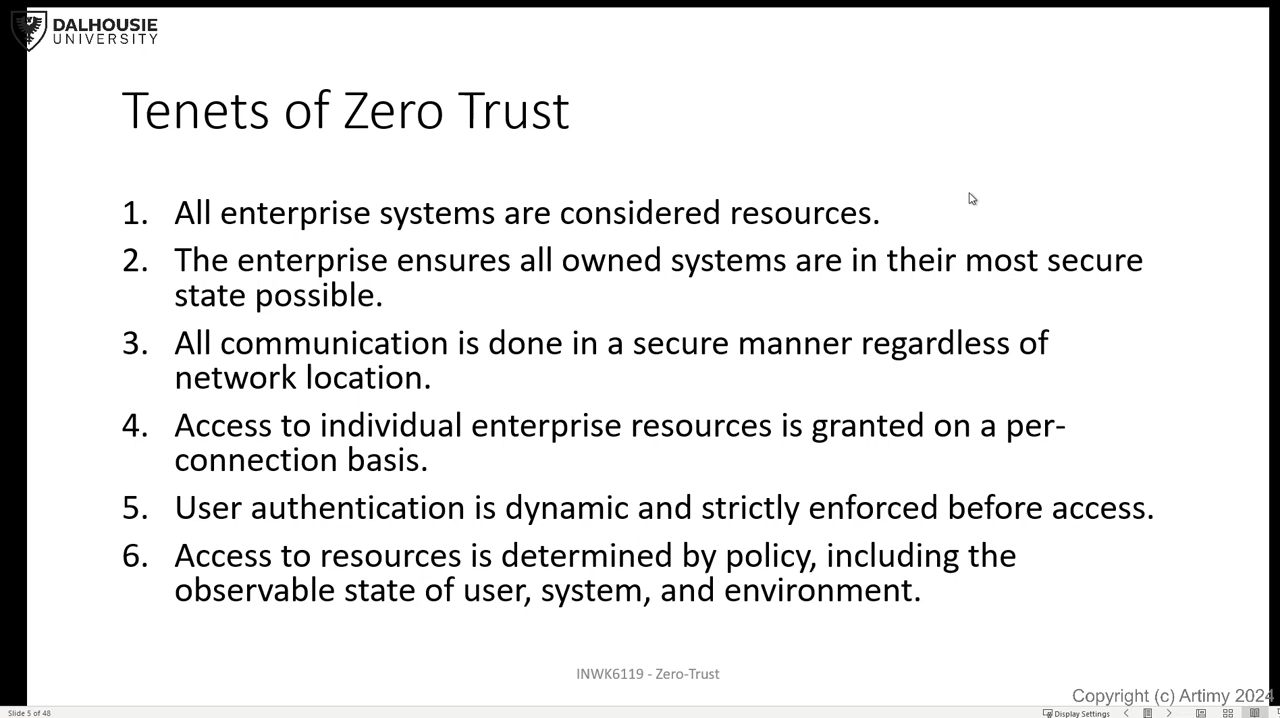 DALHOUSIE
UNIVERSITY
Tenets of Zero Trust
1. All enterprise systems are considered resources.
2. The enterprise ensures all owned systems are in their most secure
state possible.
3. All communication is done in a secure manner regardless of
network location.
4. Access to individual enterprise resources is granted on a per-
connection basis.
5. User authentication is dynamic and strictly enforced before access.
6. Access to resources is determined by policy, including the
observable state of user, system, and environment.
INWK6119 - Zero-Trust
Copyright (c) Artimy 2024
Slide 5 of 48
Display Settings